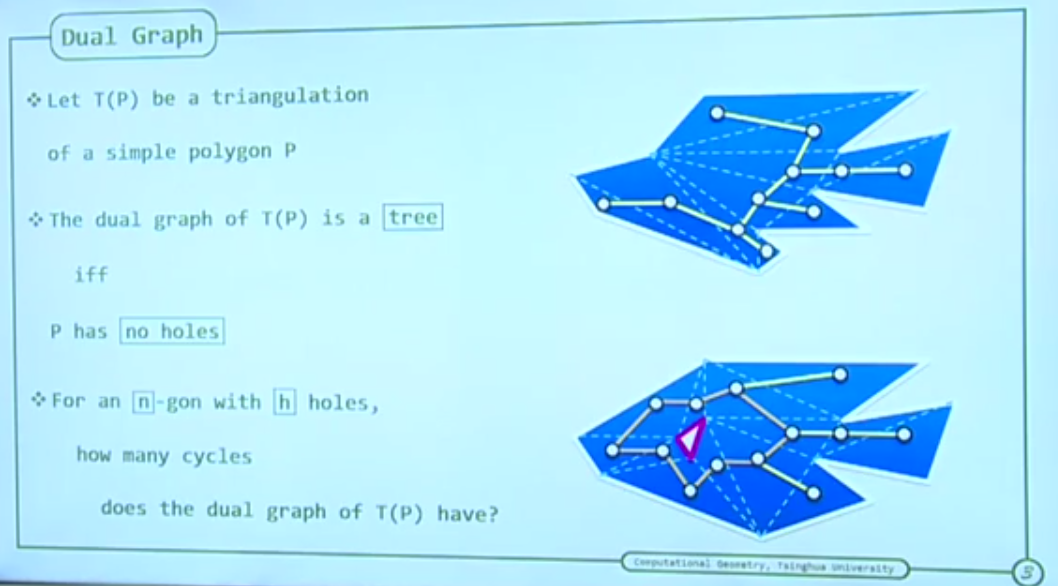 Dual Graph
❖Let T(P) be a triangulation
of a simple polygon P
❖The dual graph of T(P) is a tree
iff
P has no holes
❖For an n-gon with h holes,
how many cycles
does the dual graph of T(P) have?
Computational Geometry, Tsinghua University
3